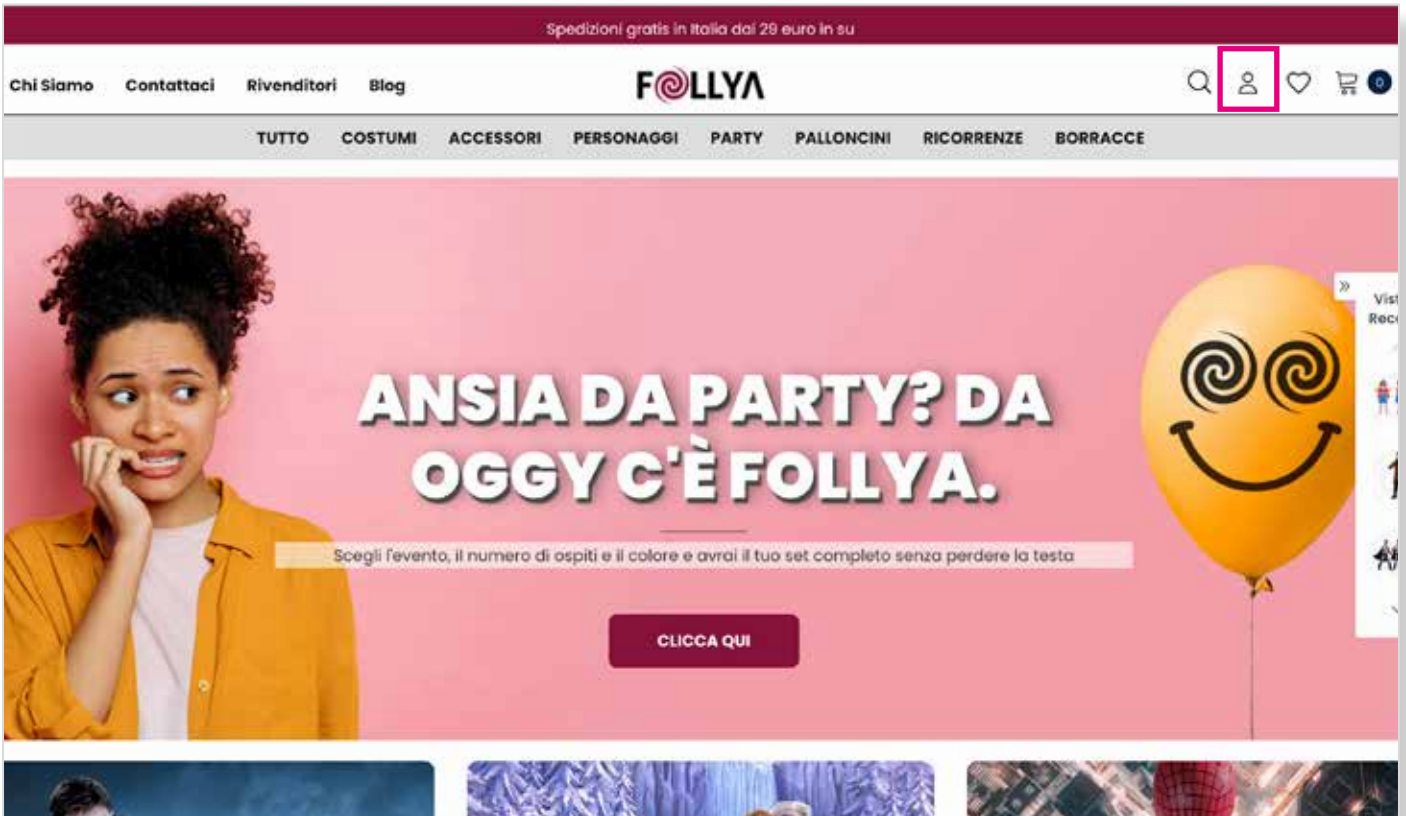 Spedizioni gratis in Italia dai 29 euro in su
Chi Siamo Contattaci Rivenditori Blog FOLLYA 0
TUTTO COSTUMI ACCESSORI PERSONAGGI PARTY PALLONCINI RICORRENZE BORRACCE
ANSIA DA PARTY? DA
OGGY C'È FOLLYA.
Scegli l'evento, il numero di ospiti e il colore e avrai il tuo set completo senza perdere la testa
CLICCA QUI